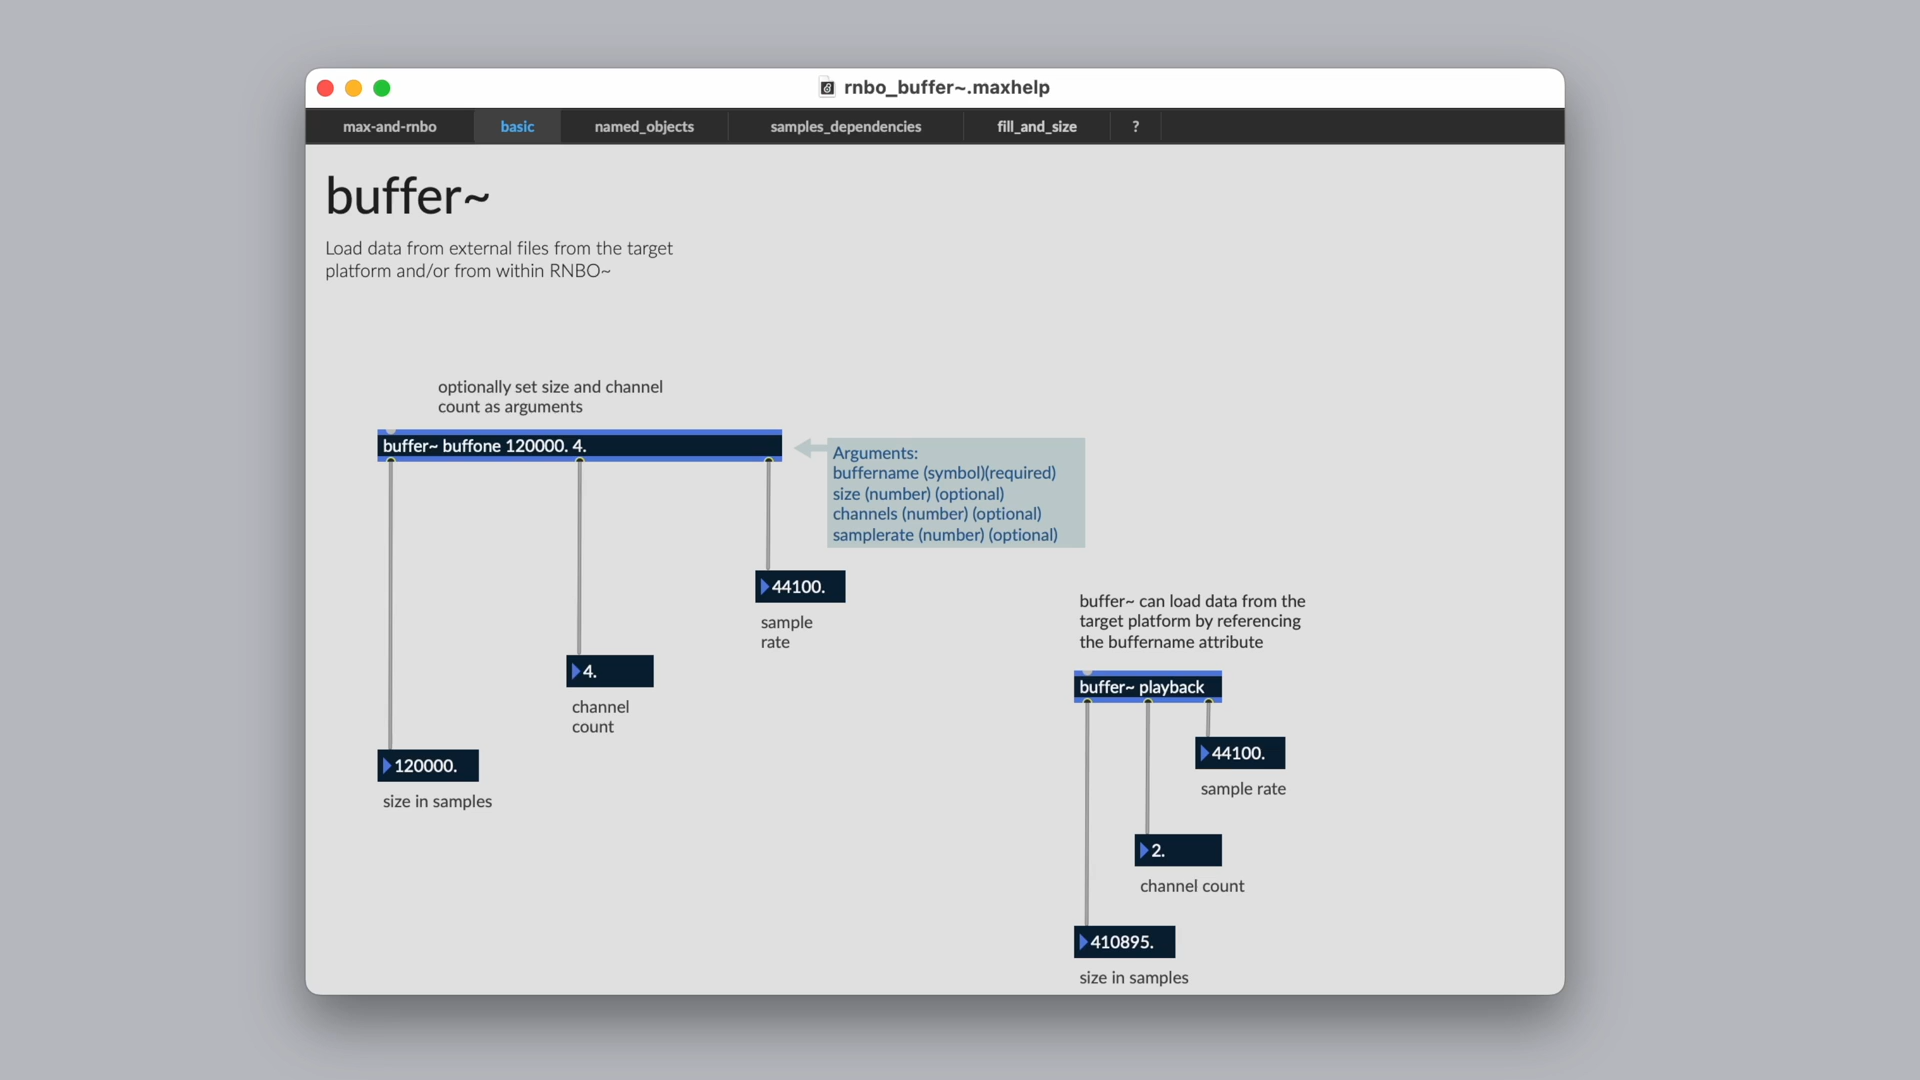 rnbo_buffer~.maxhelp
max-and-rnbo
basic
named_objects
samples_dependencies
fill_and_size
?
buffer~
Load data from external files from the target
platform and/or from within RNBO~
optionally set size and channel
count as arguments
buffer~ buffone 120000. 4.
Arguments:
buffername (symbol)(required)
size (number) (optional)
channels (number) (optional)
samplerate (number) (optional)
44100.
sample
rate
4.
channel
count
120000.
size in samples
buffer~ can load data from the
target platform by referencing
the buffername attribute
buffer~ playback
44100.
sample rate
2.
channel count
410895.
size in samples